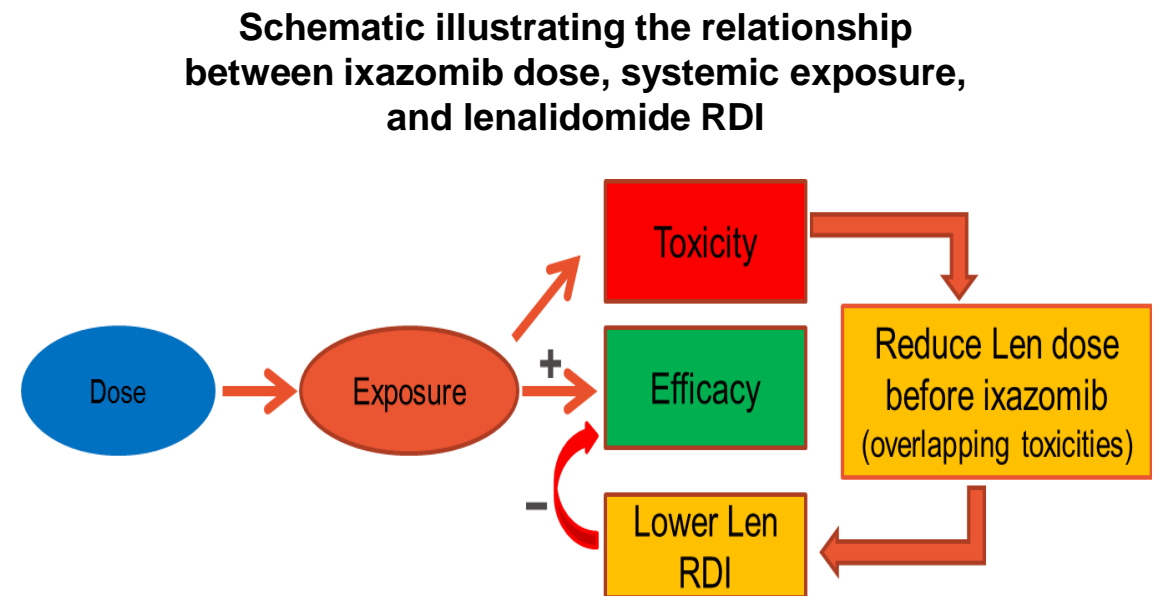 Schematic illustrating the relationship
between ixazomib dose, systemic exposure,
and lenalidomide RDI
Toxicity
Dose
Exposure
+
Efficacy
Reduce Len dose
before ixazomib
(overlapping toxicities)
–
Lower Len
RDI